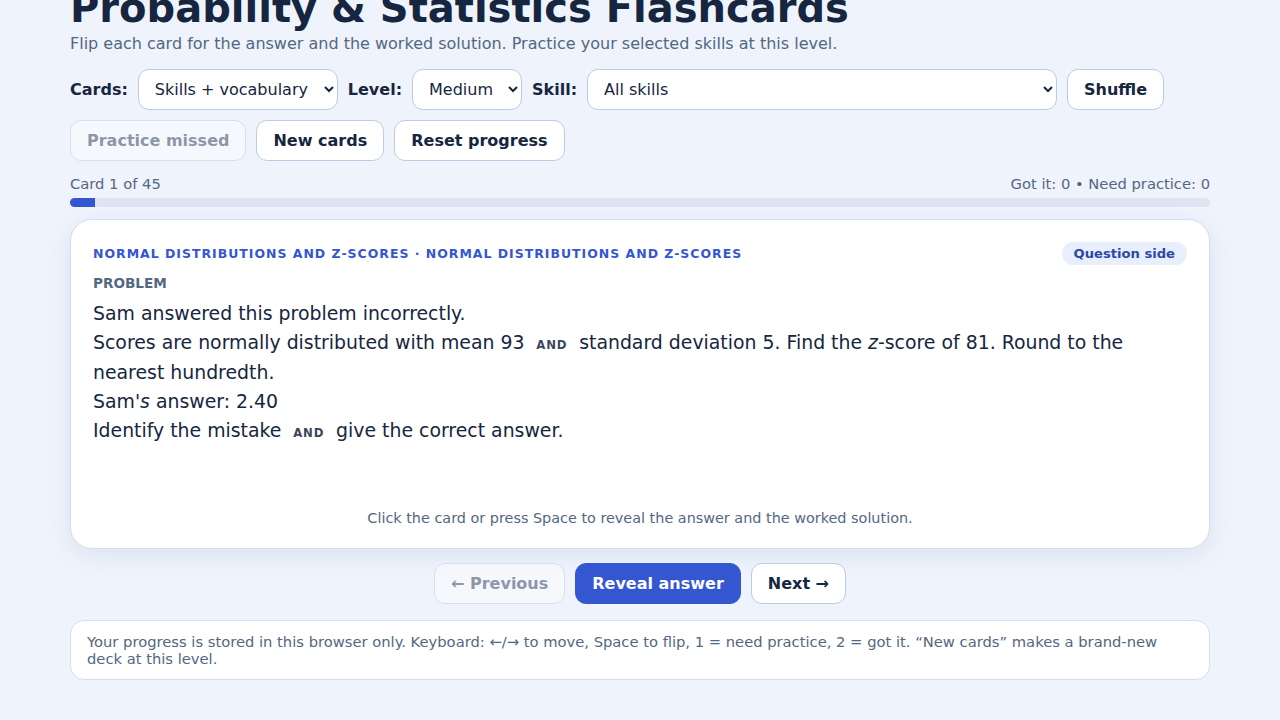 Probability & Statistics Flashcards
Flip each card for the answer and the worked solution. Practice your selected skills at this level.
Cards: Skills + vocabulary Level: Medium Skill: All skills Shuffle
Practice missed New cards Reset progress
Card 1 of 45 Got it: 0 • Need practice: 0
NORMAL DISTRIBUTIONS AND Z-SCORES · NORMAL DISTRIBUTIONS AND Z-SCORES Question side
PROBLEM
Sam answered this problem incorrectly.
Scores are normally distributed with mean 93 AND standard deviation 5. Find the z-score of 81. Round to the
nearest hundredth.
Sam's answer: 2.40
Identify the mistake AND give the correct answer.
Click the card or press Space to reveal the answer and the worked solution.
← Previous Reveal answer Next →
Your progress is stored in this browser only. Keyboard: ←/→ to move, Space to flip, 1 = need practice, 2 = got it. “New cards” makes a brand-new
deck at this level.